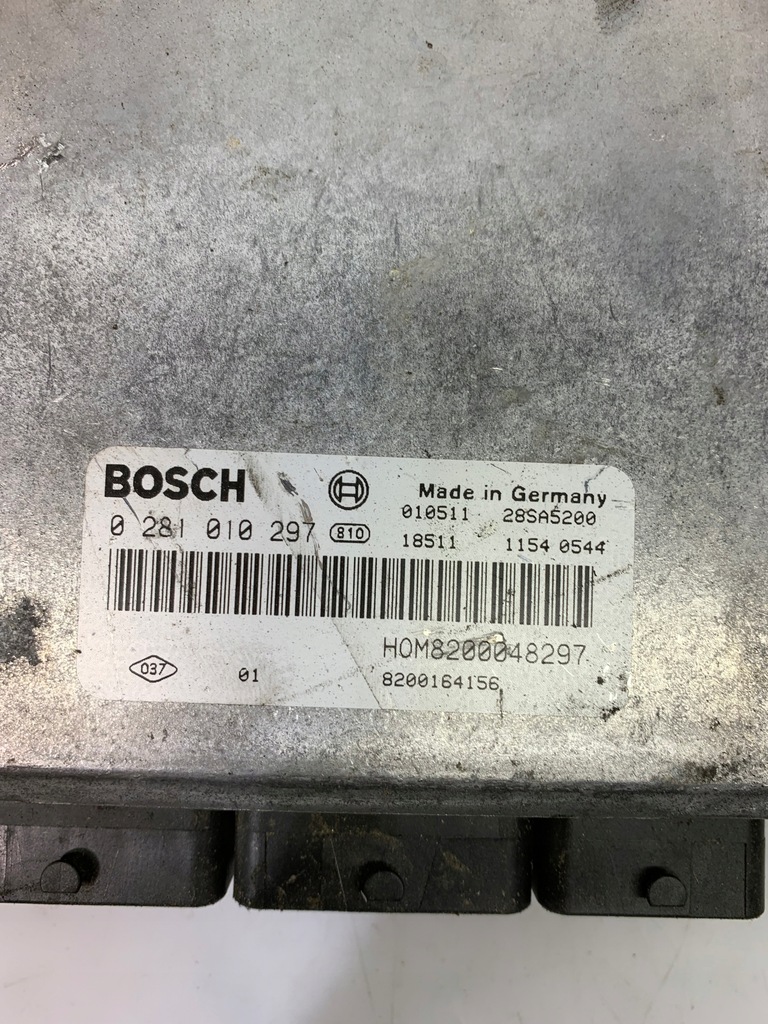 BOSCH
Made in Germany
010511 28SA5200
0 281 010 297 810
18511 1154 0544
HOM8200048297
037 01 8200164156